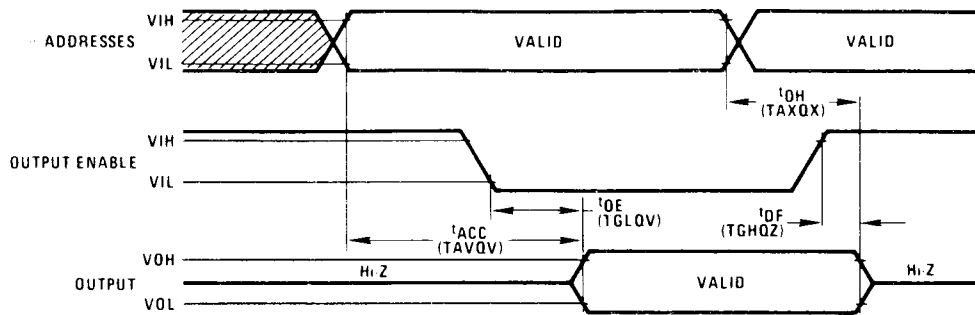 VIH
ADDRESSES
VALID
VALID
VIL
tOH
(TAXQX)
VIH
OUTPUT ENABLE
VIL
tOE
(TGLQV)
tDF
(TGHQZ)
tACC
(TAVQV)
VOH
Hi-Z
Hi-Z
OUTPUT
VALID
VOL